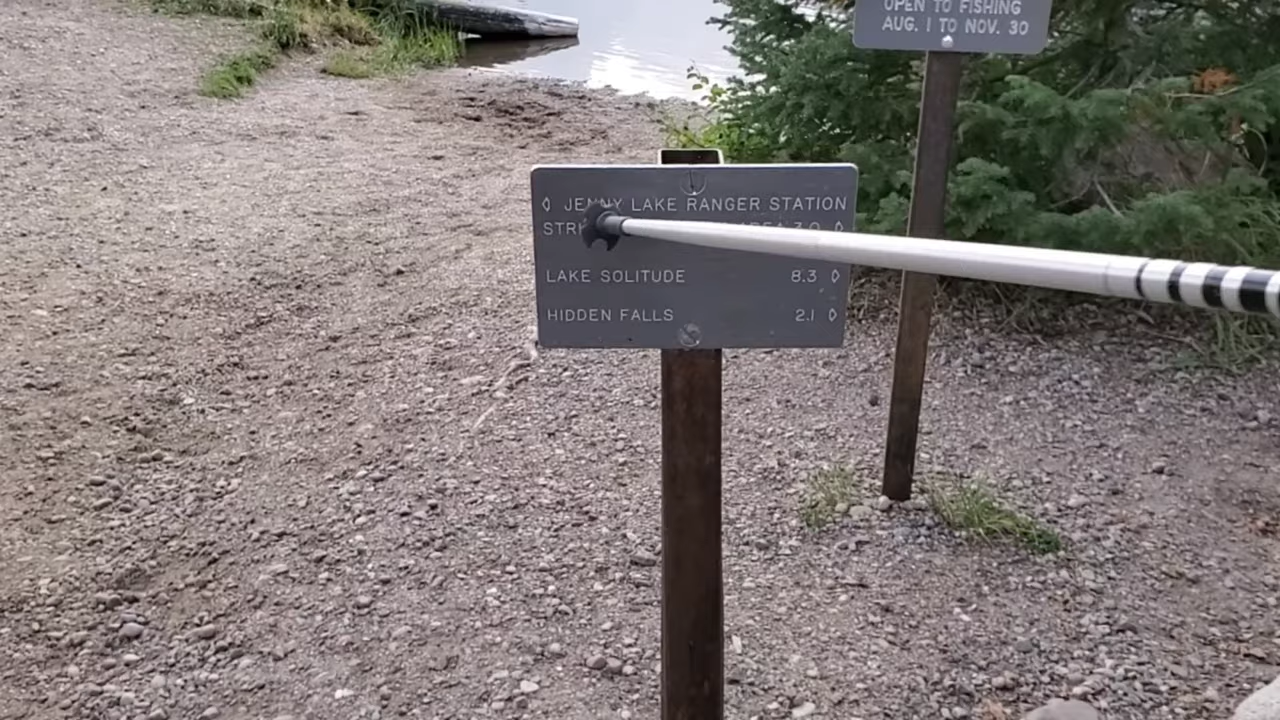 OPEN TO FISHING
AUG. 1 TO NOV. 30
JENNY LAKE RANGER STATION
LAKE SOLITUDE 8.3
HIDDEN FALLS 2.1